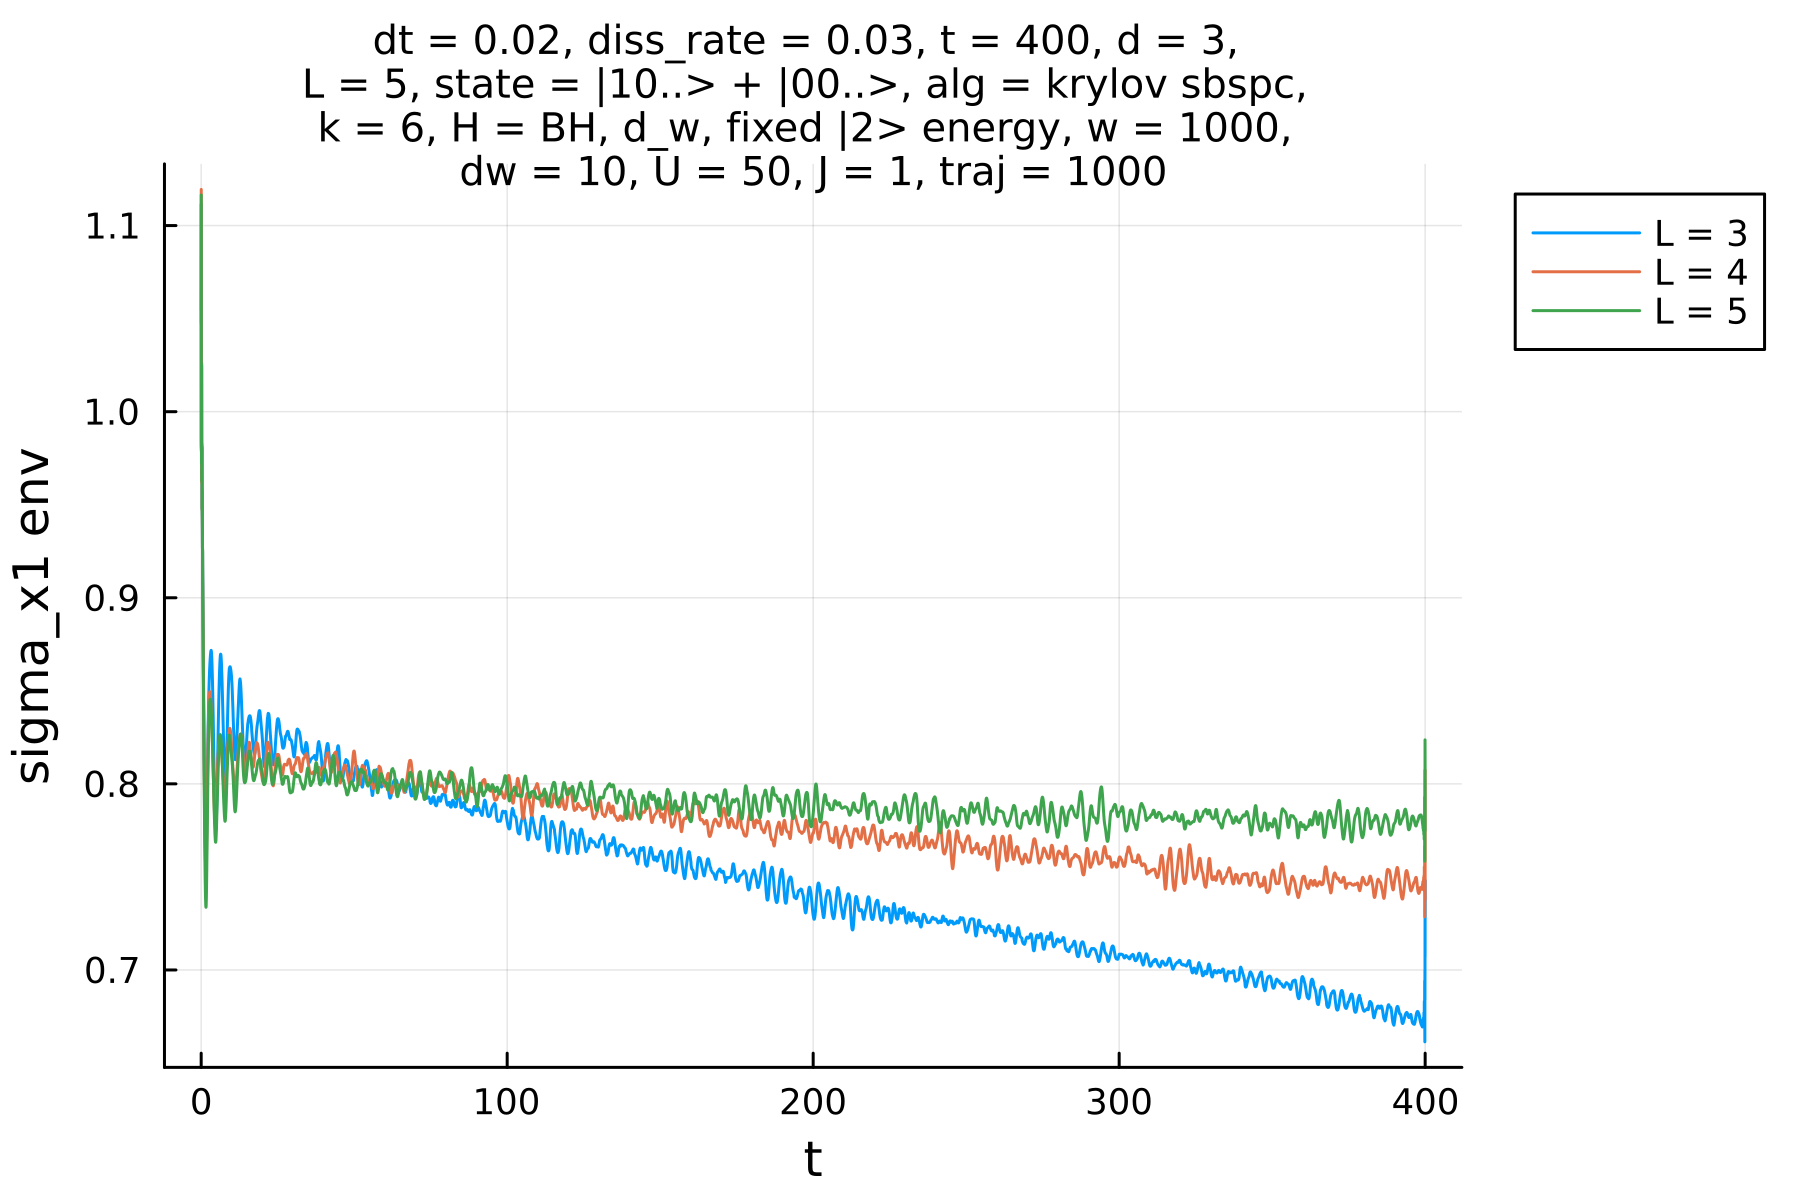 dt = 0.02, diss_rate = 0.03, t = 400, d = 3,
L = 5, state = |10..> + |00..>, alg = krylov sbspc,
k = 6, H = BH, d_w, fixed |2> energy, w = 1000,
dw = 10, U = 50, J = 1, traj = 1000
L = 3
L = 4
L = 5
sigma_x1 env
1.1
1.0
0.9
0.8
0.7
0 100 200 300 400
t